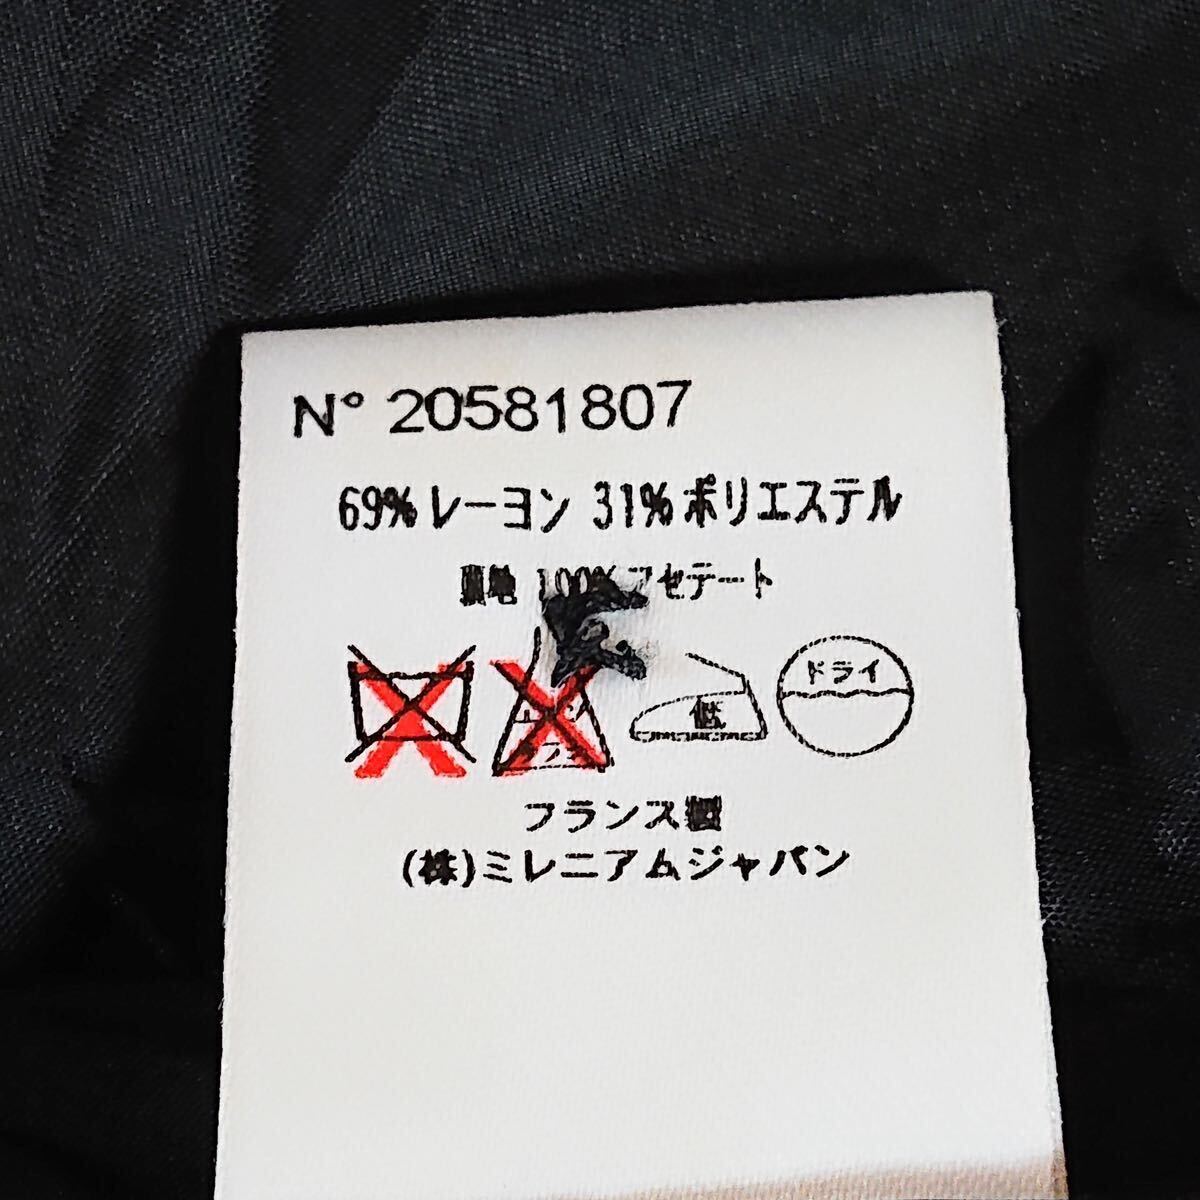 N° 20581807
69% レーヨン 31% ポリエステル
裏地 100% アセテート
低
ドライ
フランス製
(株)ミレニアムジャパン